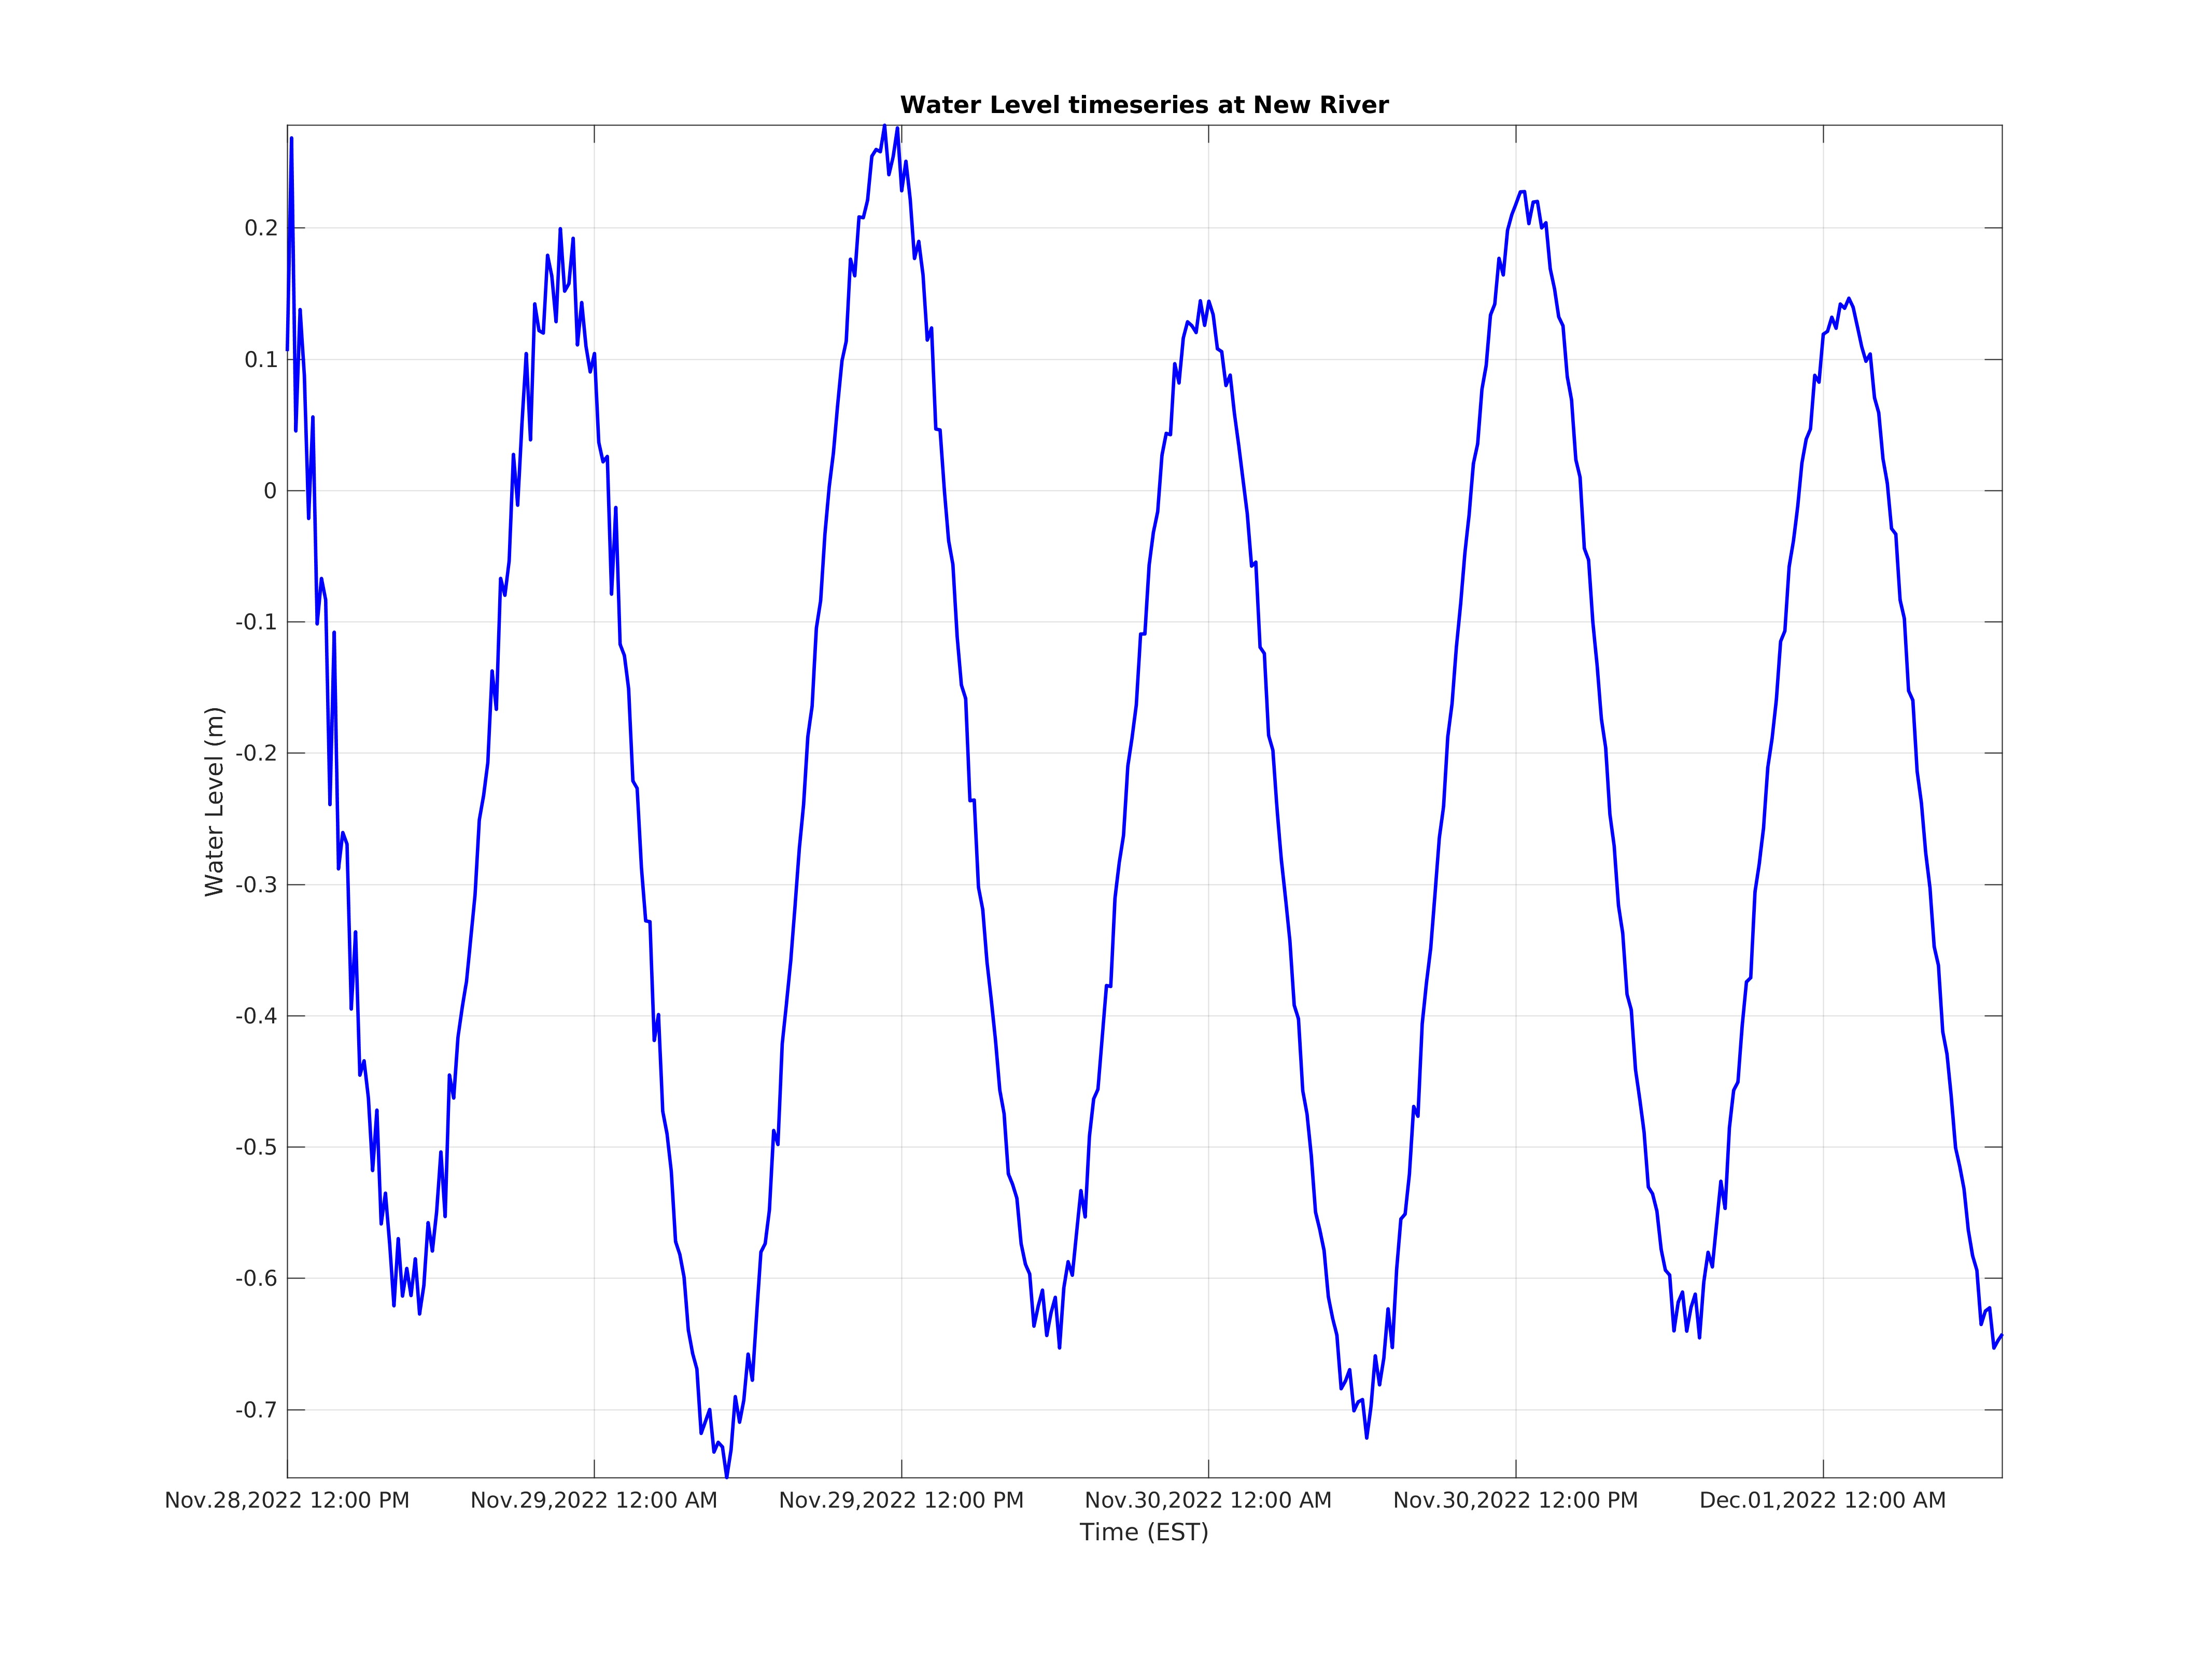 Water Level timeseries at New River
0.2
0.1
0
-0.1
-0.2
-0.3
-0.4
-0.5
-0.6
-0.7
Water Level (m)
Nov.28,2022 12:00 PM
Nov.29,2022 12:00 AM
Nov.29,2022 12:00 PM
Nov.30,2022 12:00 AM
Nov.30,2022 12:00 PM
Dec.01,2022 12:00 AM
Time (EST)